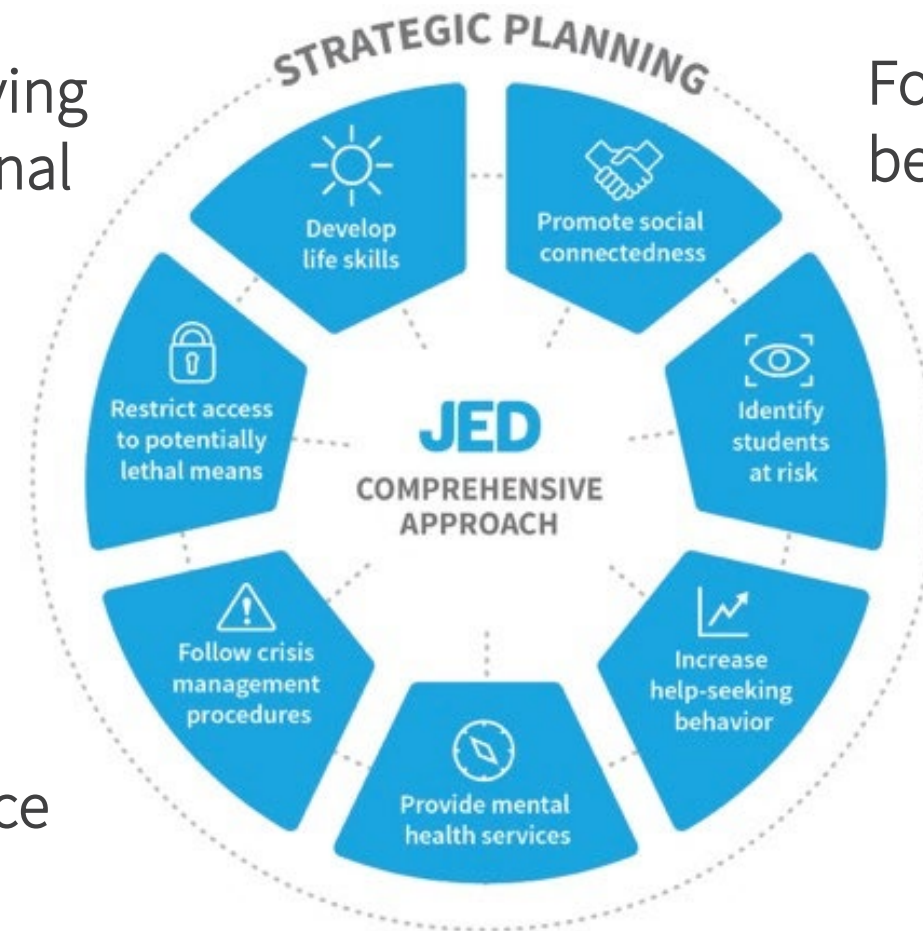 STRATEGIC PLANNING
Develop
life skills
Promote social
connectedness
Identify
students
at risk
Increase
help-seeking
behavior
Provide mental
health services
Follow crisis
management
procedures
Restrict access
to potentially
lethal means
JED
COMPREHENSIVE
APPROACH